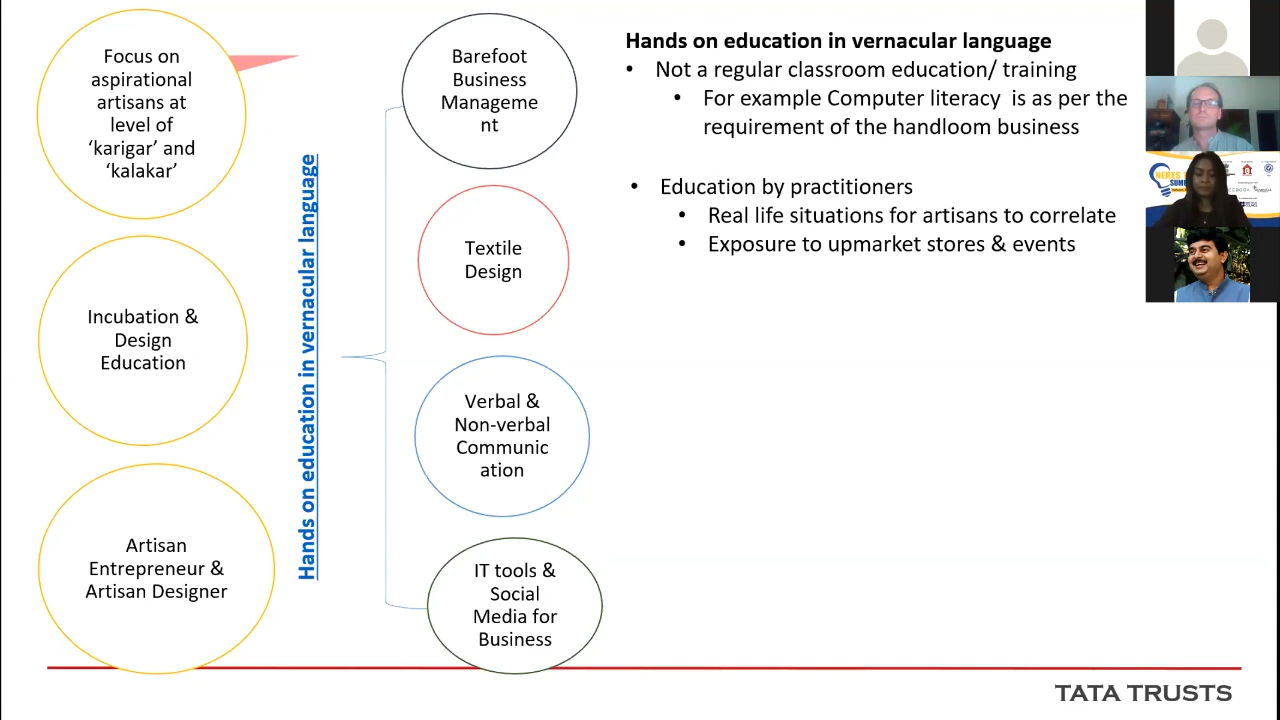 Focus on
aspirational
artisans at
level of
‘karigar’ and
‘kalakar’
Incubation &
Design
Education
Artisan
Entrepreneur &
Artisan Designer
Hands on education in vernacular language
Barefoot
Business
Manageme
nt
Textile
Design
Verbal &
Non-verbal
Communic
ation
IT tools &
Social
Media for
Business
Hands on education in vernacular language
• Not a regular classroom education/ training
• For example Computer literacy is as per the
requirement of the handloom business
• Education by practitioners
• Real life situations for artisans to correlate
• Exposure to upmarket stores & events
TATA TRUSTS